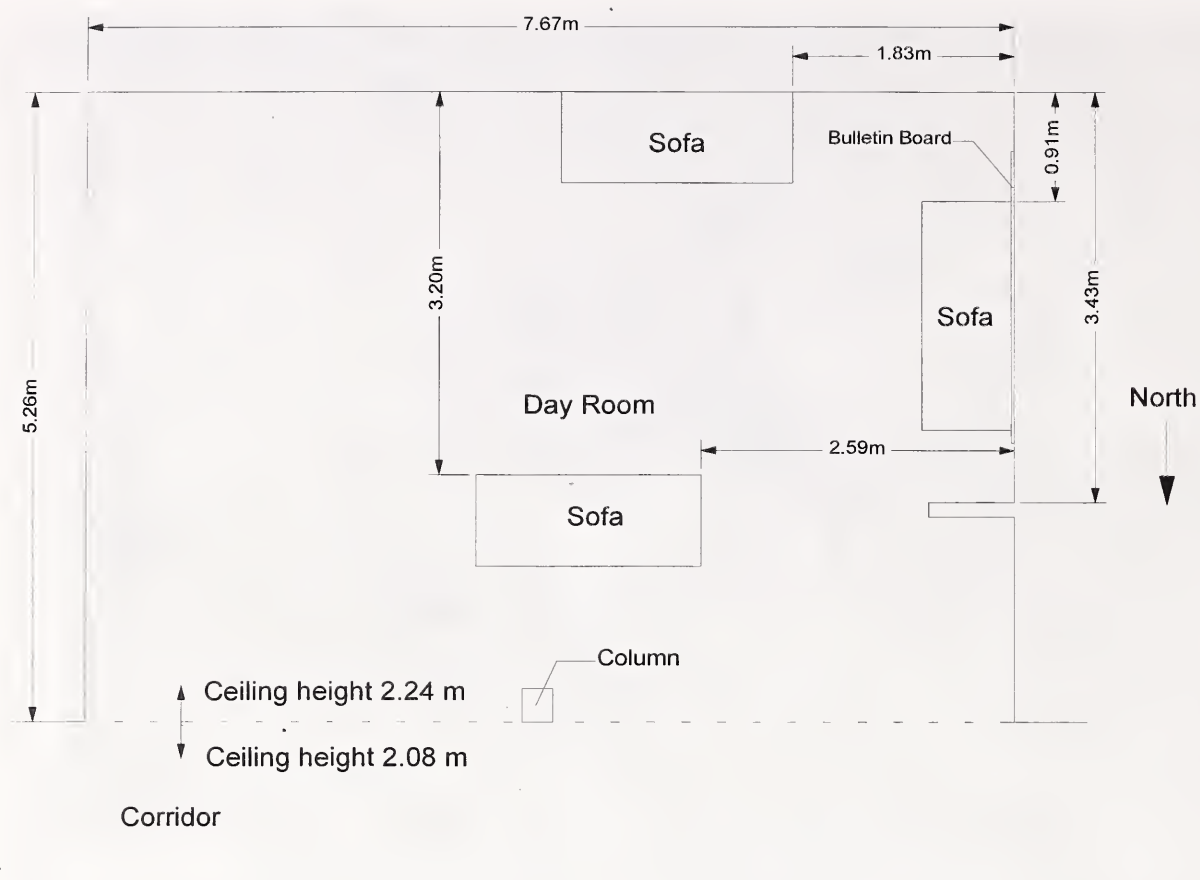 7.67m
1.83m
Sofa
Bulletin Board
0.91m
3.20m
3.43m
Sofa
5.26m
Day Room
North
2.59m
Sofa
Column
Ceiling height 2.24 m
Ceiling height 2.08 m
Corridor